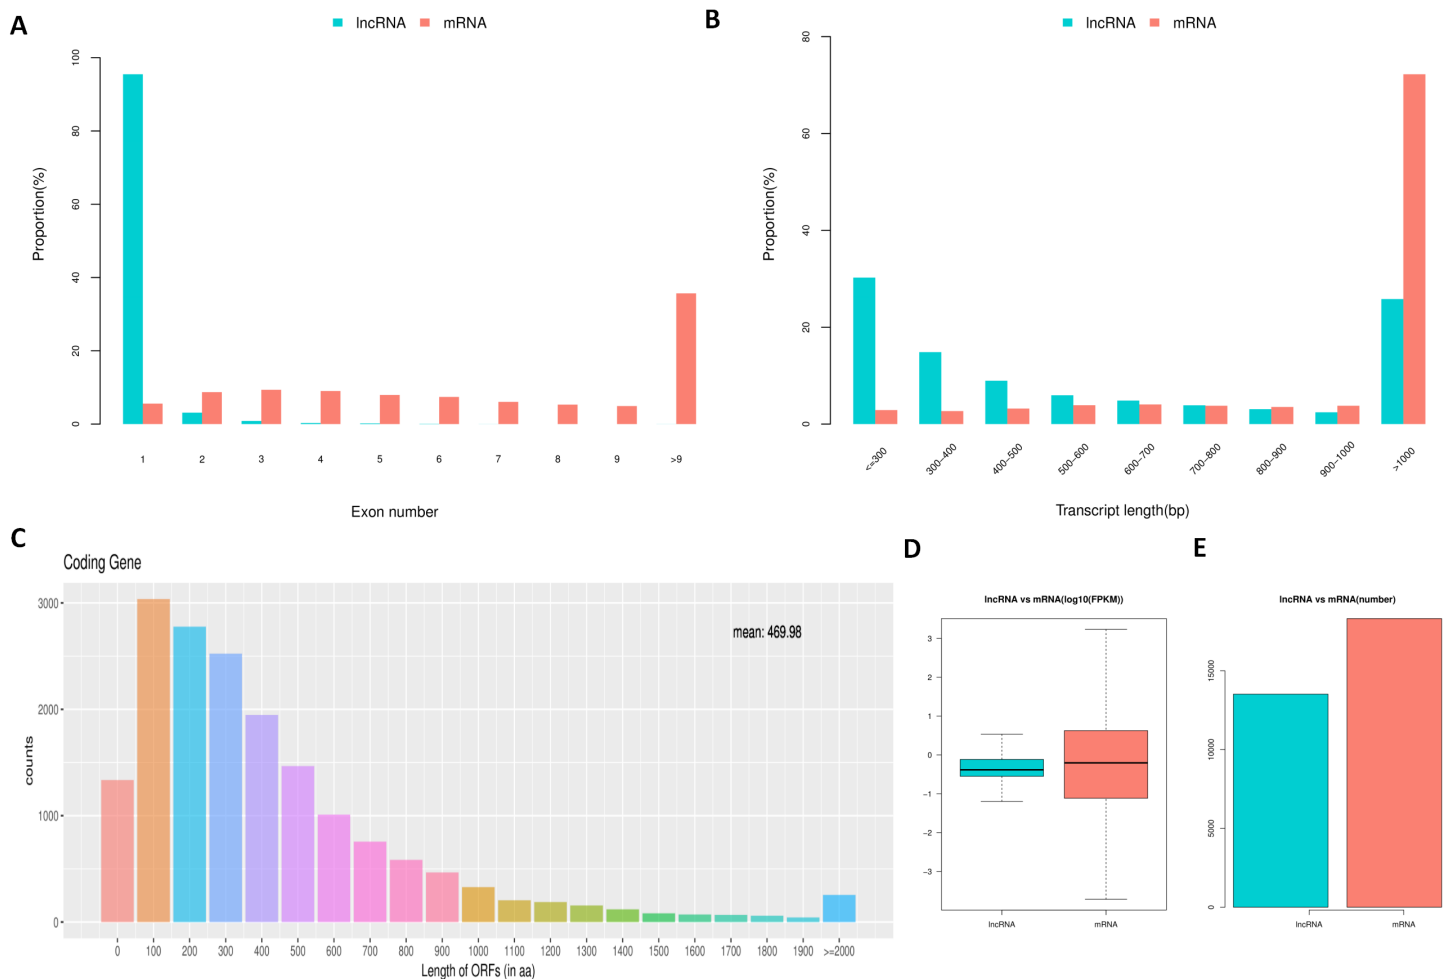 A
lncRNA mRNA
Proportion(%)
0 20 40 60 80 100
1 2 3 4 5 6 7 8 9 >9
Exon number
B
lncRNA mRNA
Proportion(%)
0 20 40 60 80
<=300 300–400 400–500 500–600 600–700 700–800 800–900 900–1000 >1000
Transcript length(bp)
C
Coding Gene
mean: 469.98
counts
3000
2000
1000
0
0 100 200 300 400 500 600 700 800 900 1000 1100 1200 1300 1400 1500 1600 1700 1800 1900 >=2000
Length of ORFs (in aa)
D
lncRNA vs mRNA(log10(FPKM))
3
2
1
0
−1
−2
−3
lncRNA mRNA
E
lncRNA vs mRNA(number)
0 5000 10000 15000
lncRNA mRNA